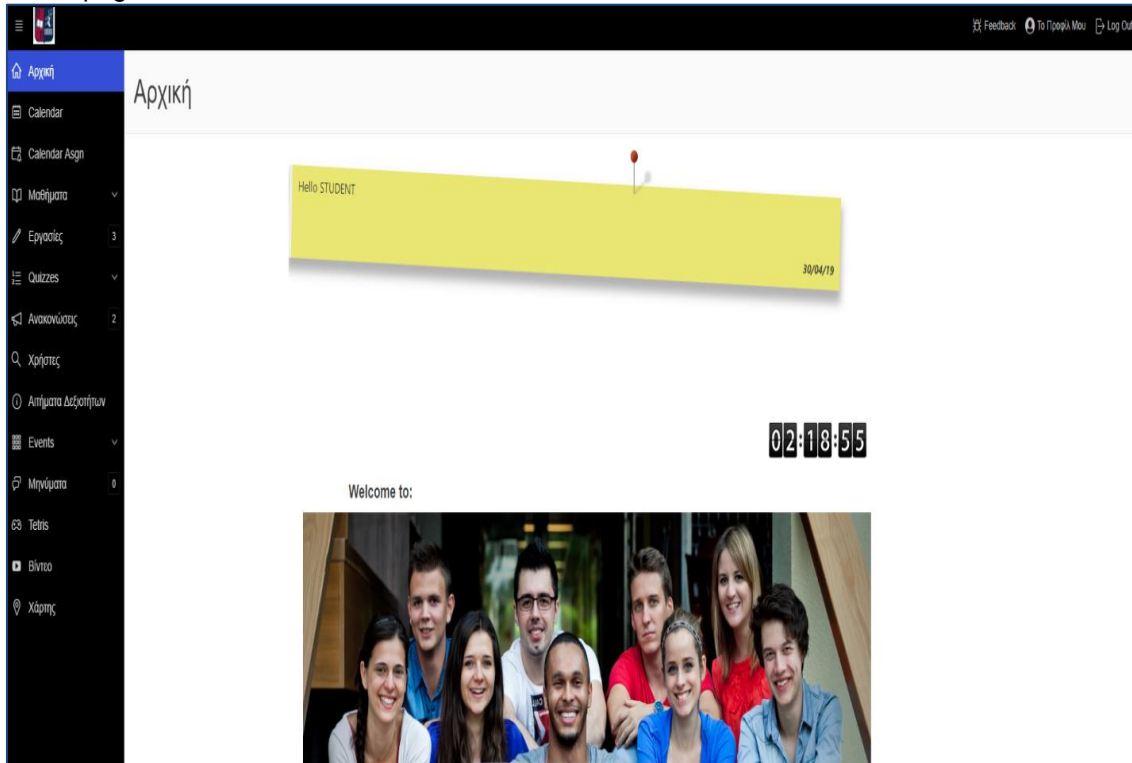 Feedback Το Προφίλ Μου Log Out
Αρχική
Calendar
Calendar Asgn
Μαθήματα
Εργασίες 3
Quizzes
Ανακονώσεις 2
Χρήστες
Αιτήματα Δεξιοτήτων
Events
Μηνύματα 0
Tetris
Βίντεο
Χάρτης
Αρχική
Hello STUDENT
30/04/19
02:18:55
Welcome to: